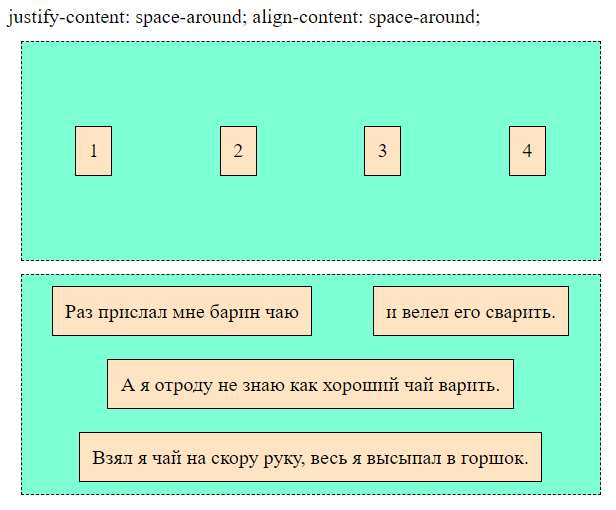 justify-content: space-around; align-content: space-around;
1 2 3 4
Раз прислал мне барин чаю и велел его сварить.
А я отроду не знаю как хороший чай варить.
Взял я чай на скору руку, весь я высыпал в горшок.